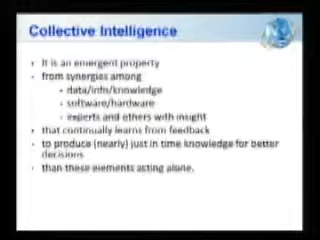 Collective Intelligence
It is an emergent property
from synergies among
data/info/knowledge
software/hardware
experts and others with insight
that continually learns from feedback
to produce (nearly) just in time knowledge for better
decisions
than these elements acting alone.